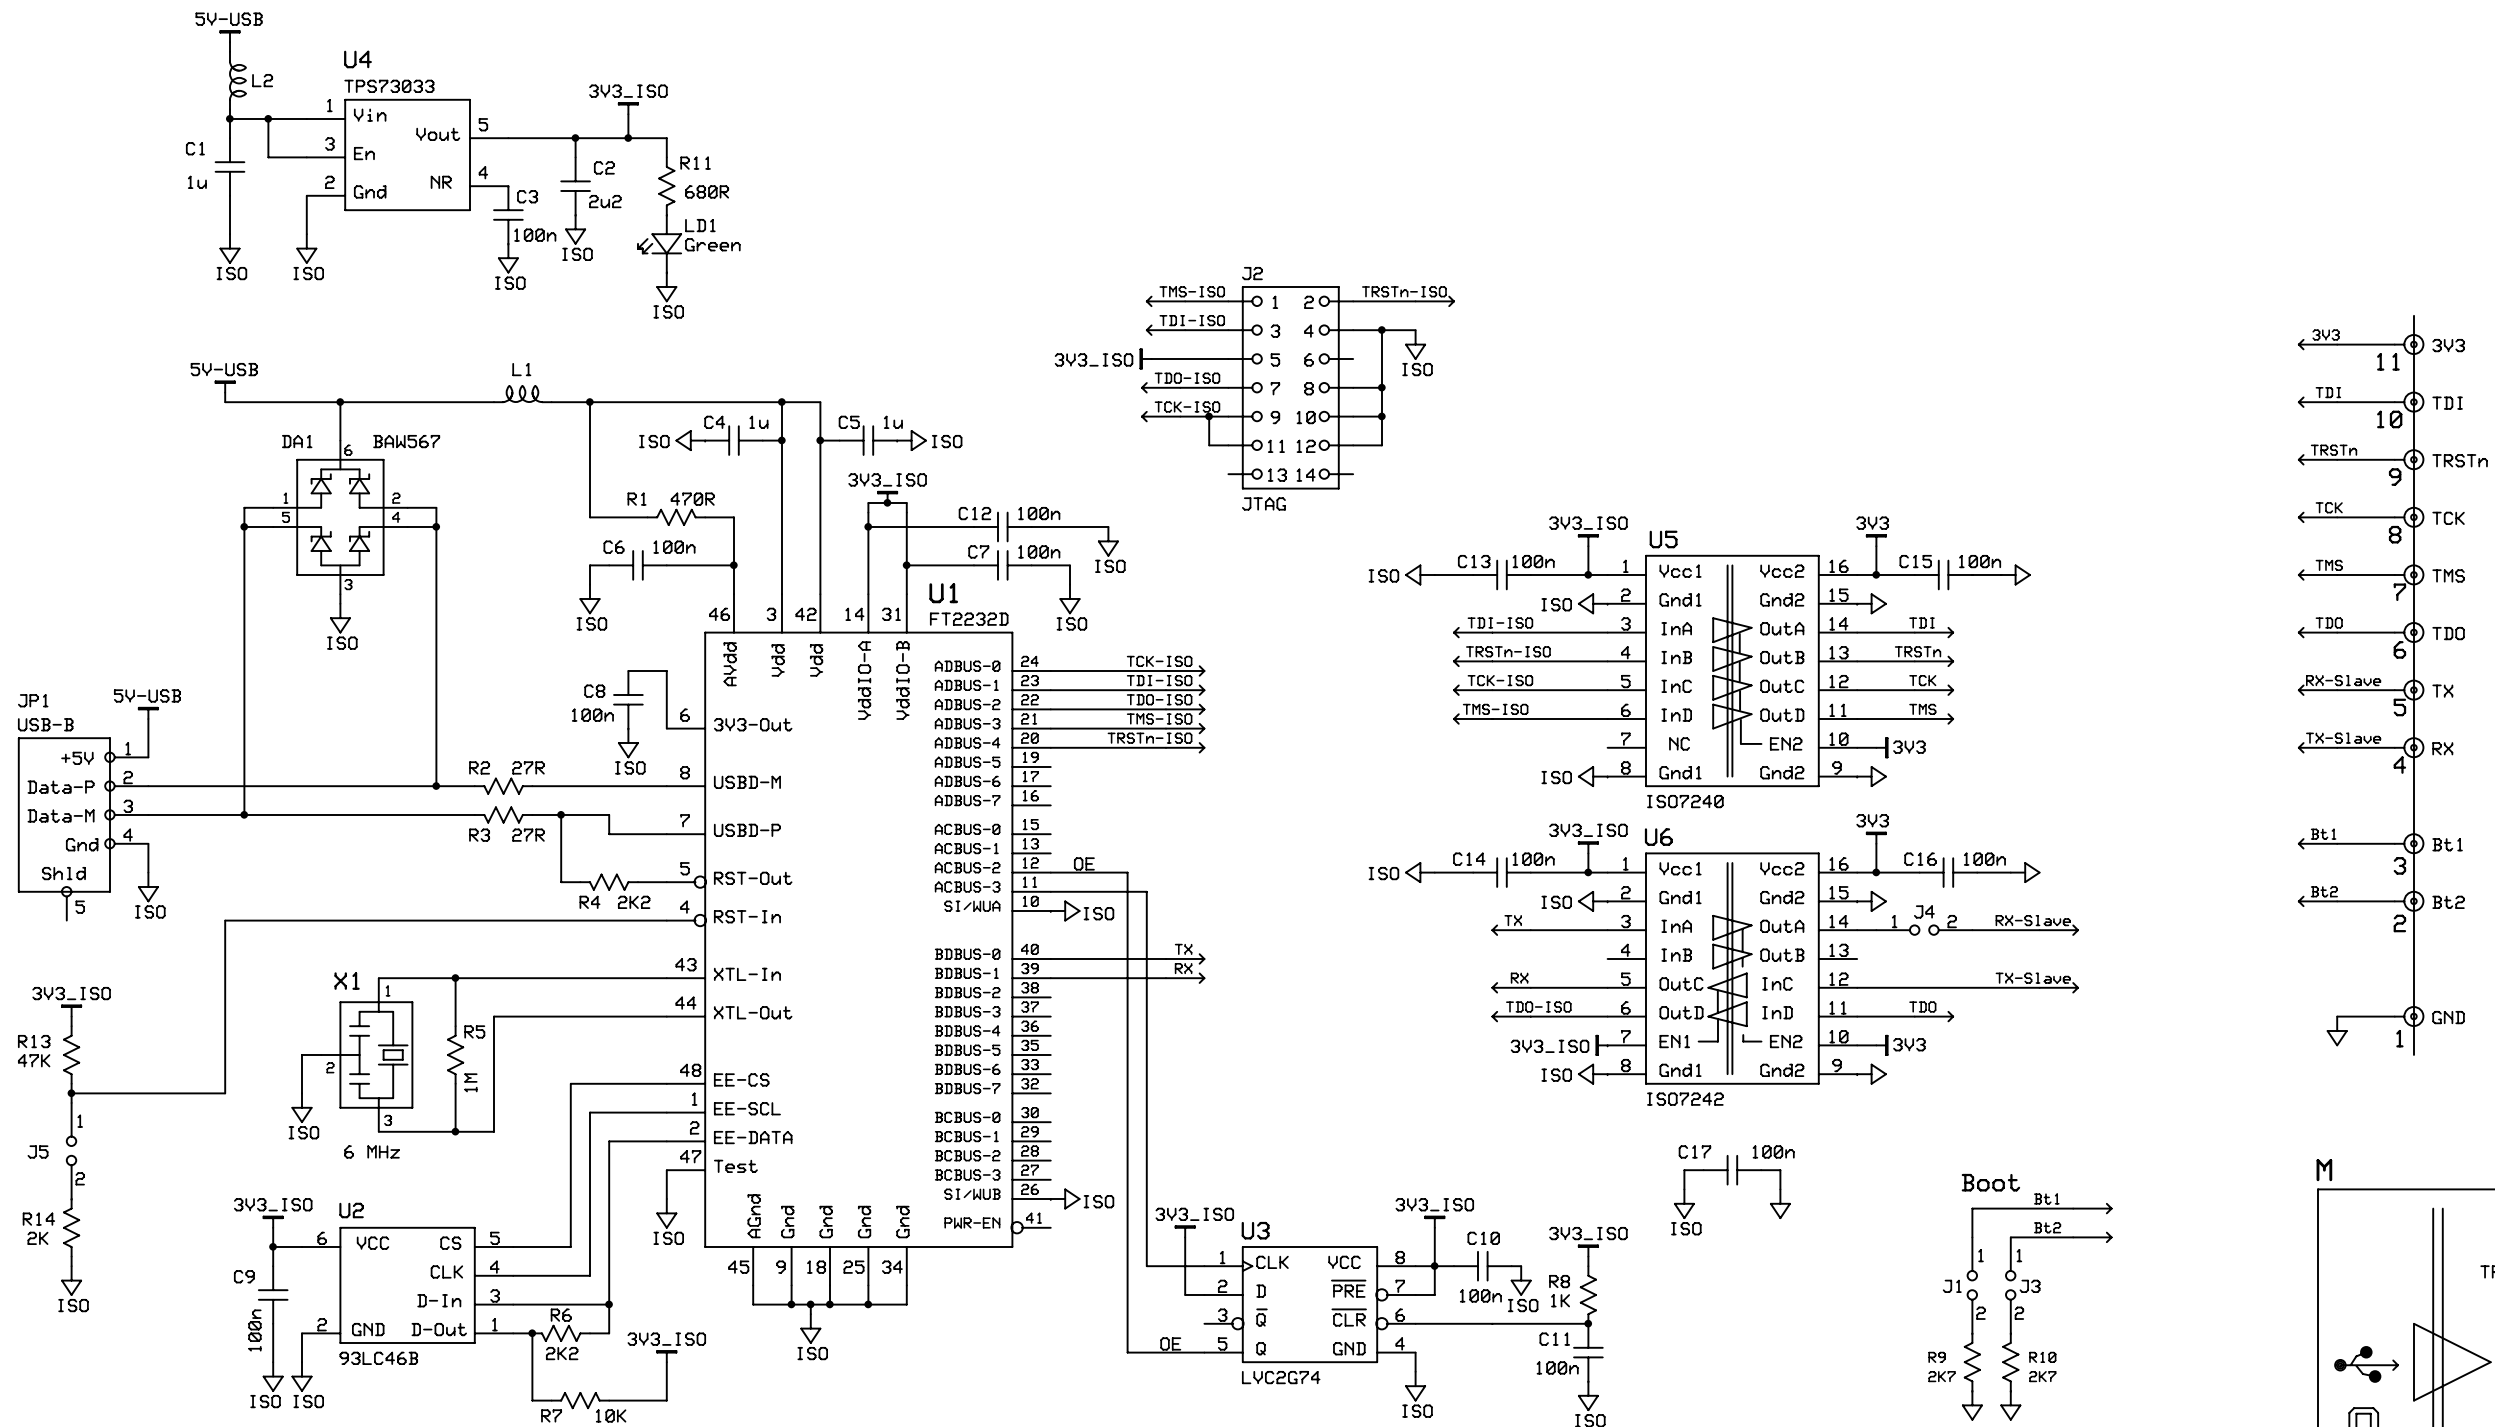 5V-USB
L2
U4
TPS73033
1 Vin
3 En
2 Gnd
Vout 5
NR 4
C1
1u
ISO
ISO
3V3_ISO
C3
100n
ISO
C2
2u2
ISO
R11
680R
LD1
Green
ISO
5V-USB
L1
DA1 BAW567
6
1 2
5 4
3
ISO
ISO C4 1u
C5 1u ISO
R1 470R
C6 100n
ISO
3V3_ISO
C12 100n
ISO
C7 100n
ISO
U1
FT2232D
46 3 42 14 31
AVdd Vdd Vdd VddIO-A VddIO-B
C8
100n
ISO
6 3V3-Out
8 USBD-M
7 USBD-P
5 RST-Out
4 RST-In
43 XTL-In
44 XTL-Out
48 EE-CS
1 EE-SCL
2 EE-DATA
47 Test
ISO
ADBUS-0 24 TCK-ISO
ADBUS-1 23 TDI-ISO
ADBUS-2 22 TDO-ISO
ADBUS-3 21 TMS-ISO
ADBUS-4 20 TRSTn-ISO
ADBUS-5 19
ADBUS-6 17
ADBUS-7 16
ACBUS-0 15
ACBUS-1 13
ACBUS-2 12 OE
ACBUS-3 11
SI/WUA 10 ISO
BDBUS-0 40 TX
BDBUS-1 39 RX
BDBUS-2 38
BDBUS-3 37
BDBUS-4 36
BDBUS-5 35
BDBUS-6 33
BDBUS-7 32
BCBUS-0 30
BCBUS-1 29
BCBUS-2 28
BCBUS-3 27
SI/WUB 26 ISO
PWR-EN 41
AGnd Gnd Gnd Gnd Gnd
45 9 18 25 34
ISO
JP1
USB-B
5V-USB
+5V 1
Data-P 2
Data-M 3
Gnd 4
Shld
5
ISO
R2 27R
R3 27R
R4 2K2
3V3_ISO
R13
47K
1
J5
2
R14
2K
ISO
X1
1
2
3
6 MHz
ISO
R5
1M
3V3_ISO
U2
6 VCC
2 GND
CS 5
CLK 4
D-In 3
D-Out 1
93LC46B
C9
100n
ISO ISO
R6
2K2
3V3_ISO
R7 10K
J2
TMS-ISO 1 2 TRSTn-ISO
TDI-ISO 3 4
3V3_ISO 5 6 ISO
TDO-ISO 7 8
TCK-ISO 9 10
11 12
13 14
JTAG
3V3_ISO U5 3V3
ISO C13 100n 1 Vcc1 Vcc2 16 C15 100n
ISO 2 Gnd1 Gnd2 15
TDI-ISO 3 InA OutA 14 TDI
TRSTn-ISO 4 InB OutB 13 TRSTn
TCK-ISO 5 InC OutC 12 TCK
TMS-ISO 6 InD OutD 11 TMS
7 NC EN2 10 3V3
ISO 8 Gnd1 Gnd2 9
ISO7240
3V3_ISO U6 3V3
ISO C14 100n 1 Vcc1 Vcc2 16 C16 100n
ISO 2 Gnd1 Gnd2 15
TX 3 InA OutA 14 1 J4 2 RX-Slave
4 InB OutB 13
RX 5 OutC InC 12 TX-Slave
TDO-ISO 6 OutD InD 11 TDO
3V3_ISO 7 EN1 EN2 10 3V3
ISO 8 Gnd1 Gnd2 9
ISO7242
C17 100n
ISO
3V3_ISO
U3
1 CLK VCC 8
2 D PRE 7
3 Q CLR 6
OE 5 Q GND 4
LVC2G74
3V3_ISO
C10
100n
ISO
ISO
3V3_ISO
R8
1K
C11
100n
ISO
Boot
Bt1
Bt2
1 1
J1 J3
2 2
R9
2K7
R10
2K7
3V3 11 3V3
TDI 10 TDI
TRSTn 9 TRSTn
TCK 8 TCK
TMS 7 TMS
TDO 6 TDO
RX-Slave 5 TX
TX-Slave 4 RX
Bt1 3 Bt1
Bt2 2 Bt2
1 GND
M